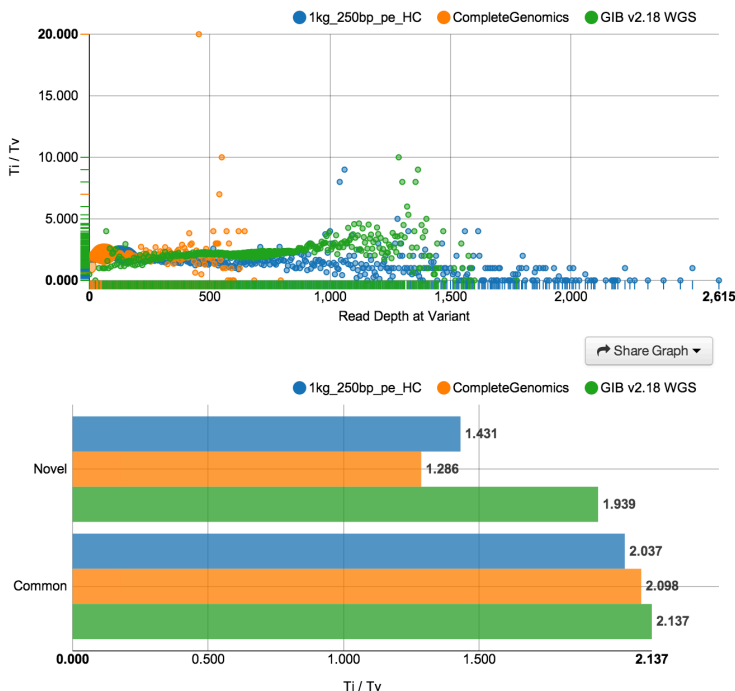 1kg_250bp_pe_HC CompleteGenomics GIB v2.18 WGS
20.000
15.000
10.000
5.000
0.000
Ti / Tv
0 500 1,000 1,500 2,000 2,615
Read Depth at Variant
Share Graph
1kg_250bp_pe_HC CompleteGenomics GIB v2.18 WGS
1.431
Novel 1.286
1.939
2.037
Common 2.098
2.137
0.000 0.500 1.000 1.500 2.137
Ti / Tv